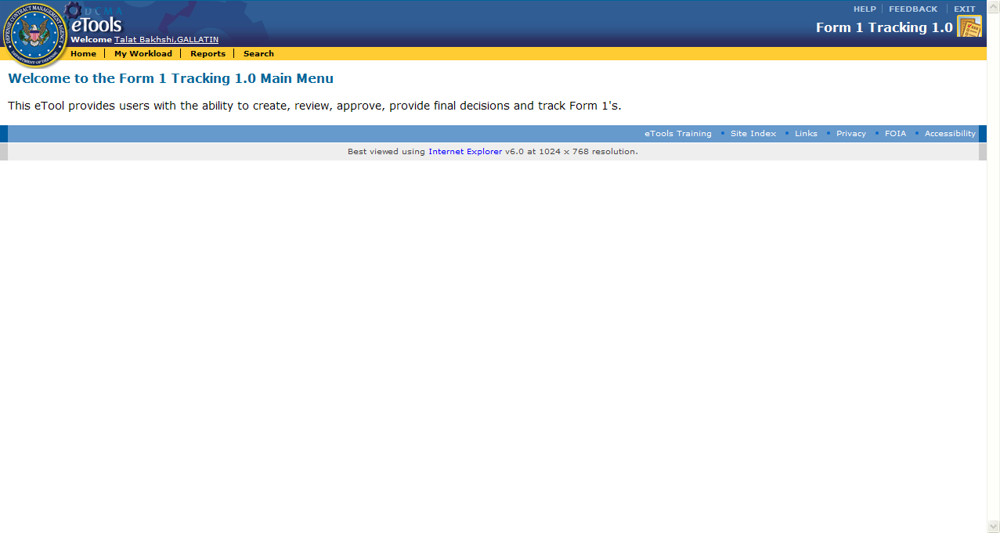 DEFENSE CONTRACT MANAGEMENT AGENCY
DEPARTMENT OF DEFENSE
DCMA
eTools
Welcome Talat Bakhshi,GALLATIN
HELP FEEDBACK EXIT
Form 1 Tracking 1.0
Home My Workload Reports Search
Welcome to the Form 1 Tracking 1.0 Main Menu
This eTool provides users with the ability to create, review, approve, provide final decisions and track Form 1's.
eTools Training • Site Index • Links • Privacy • FOIA • Accessibility
Best viewed using Internet Explorer v6.0 at 1024 x 768 resolution.